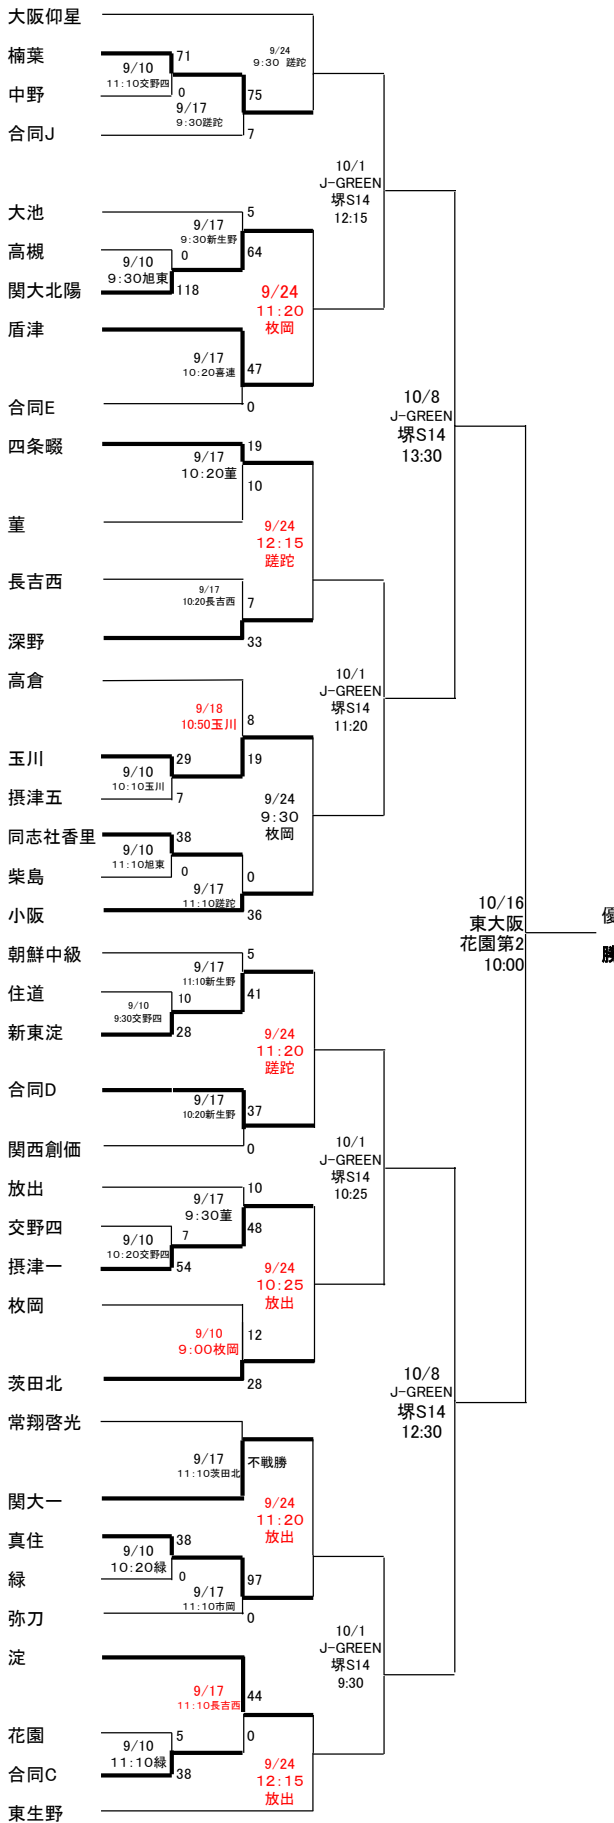 大阪仰星
9/24
9:30 蹉跎
楠葉
71
9/10
11:10交野四
中野
0
75
9/17
9:30蹉跎
合同J
7
10/1
J-GREEN
堺S14
12:15
大池
5
9/17
9:30新生野
高槻
0
64
9/10
9:30旭東
関大北陽
118
9/24
11:20
枚岡
盾津
9/17
10:20喜連
47
合同E
0
10/8
J-GREEN
堺S14
13:30
四条畷
19
9/17
10:20菫
10
菫
9/24
12:15
蹉跎
長吉西
9/17
10:20長吉西
7
深野
33
高倉
10/1
J-GREEN
堺S14
11:20
9/18
10:50玉川
8
玉川
29
19
9/10
10:10玉川
摂津五
7
9/24
9:30
枚岡
同志社香里
38
9/10
11:10旭東
柴島
0
0
9/17
11:10蹉跎
小阪
36
10/16
東大阪
花園第2
10:00
優
勝
朝鮮中級
5
9/17
11:10新生野
住道
10
41
9/10
9:30交野四
新東淀
28
9/24
11:20
蹉跎
合同D
9/17
10:20新生野
37
関西創価
0
10/1
J-GREEN
堺S14
10:25
放出
10
9/17
9:30菫
交野四
7
48
9/10
10:20交野四
摂津一
54
9/24
10:25
放出
枚岡
9/10
9:00枚岡
12
茨田北
28
10/8
J-GREEN
堺S14
12:30
常翔啓光
9/17
11:10茨田北
不戦勝
関大一
9/24
11:20
放出
真住
38
9/10
10:20緑
緑
0
97
9/17
11:10市岡
弥刀
0
10/1
J-GREEN
堺S14
9:30
淀
9/17
11:10長吉西
44
花園
5
0
9/10
11:10緑
合同C
38
9/24
12:15
放出
東生野